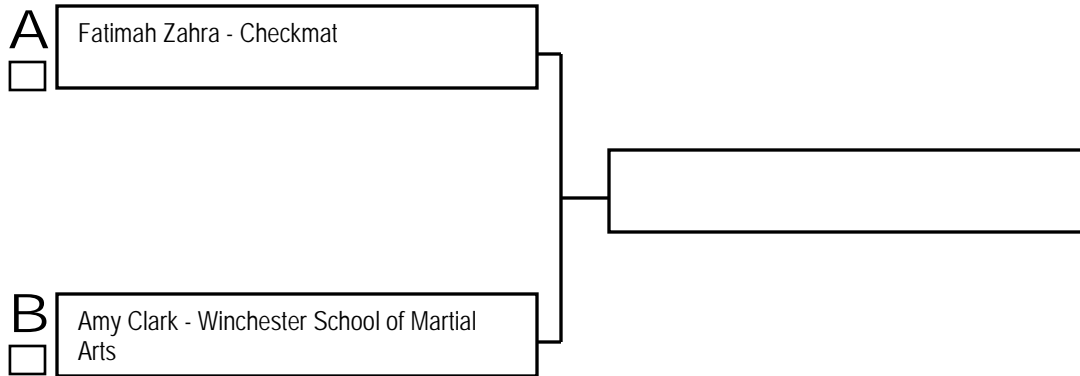 A
Fatimah Zahra - Checkmat
B
Amy Clark - Winchester School of Martial
Arts